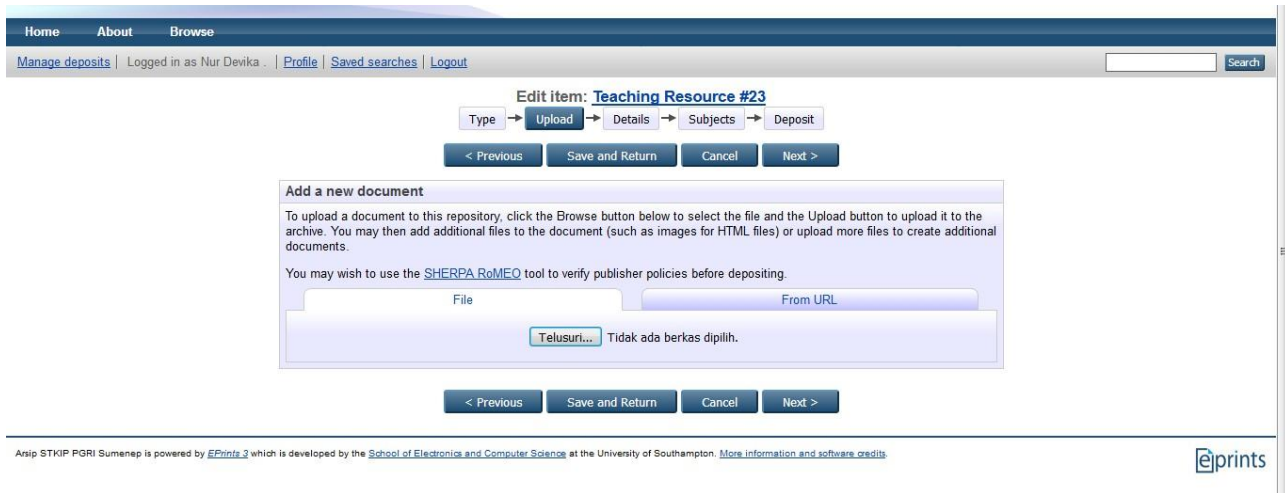 Home About Browse
Manage deposits | Logged in as Nur Devika . | Profile | Saved searches | Logout Search
Edit item: Teaching Resource #23
Type → Upload → Details → Subjects → Deposit
< Previous Save and Return Cancel Next >
Add a new document
To upload a document to this repository, click the Browse button below to select the file and the Upload button to upload it to the
archive. You may then add additional files to the document (such as images for HTML files) or upload more files to create additional
documents.
You may wish to use the SHERPA RoMEO tool to verify publisher policies before depositing.
File From URL
Telusuri... Tidak ada berkas dipilih.
< Previous Save and Return Cancel Next >
Arsip STKIP PGRI Sumenep is powered by EPrints 3 which is developed by the School of Electronics and Computer Science at the University of Southampton. More information and software credits.
eprints